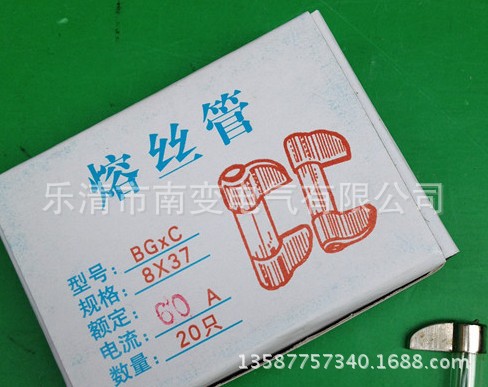 熔丝管
乐清市南变电气有限公司
型号: BGxC
规格: 8X37
额定: 60 A
电流:
数量: 20只
13587757340.1688.com